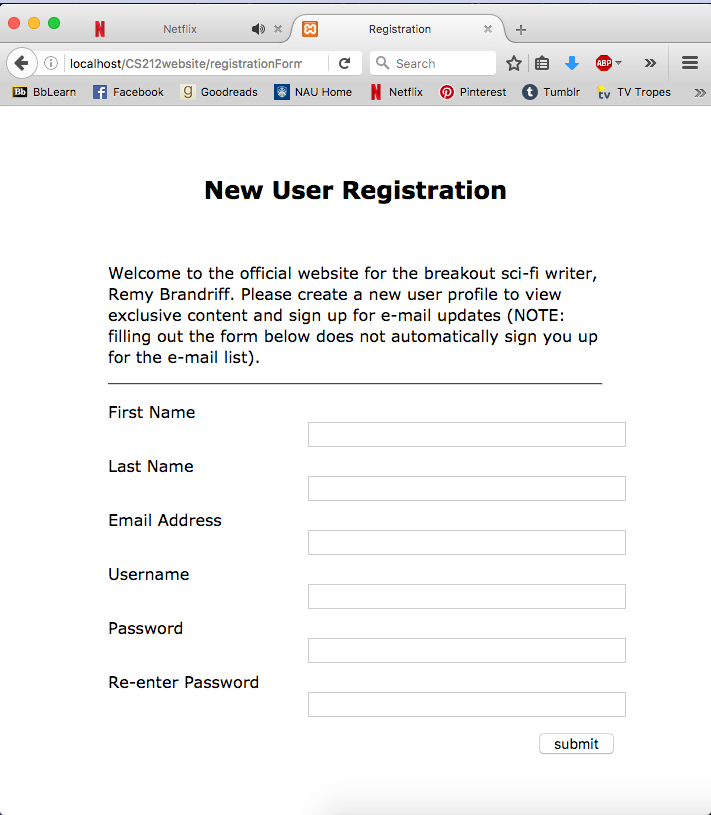 Netflix
Registration
localhost/CS212website/registrationForm
Search
ABP
Bb BbLearn
f Facebook
g Goodreads
NAU Home
N Netflix
Pinterest
t Tumblr
tv TV Tropes
New User Registration
Welcome to the official website for the breakout sci-fi writer,
Remy Brandriff. Please create a new user profile to view
exclusive content and sign up for e-mail updates (NOTE:
filling out the form below does not automatically sign you up
for the e-mail list).
First Name
Last Name
Email Address
Username
Password
Re-enter Password
submit